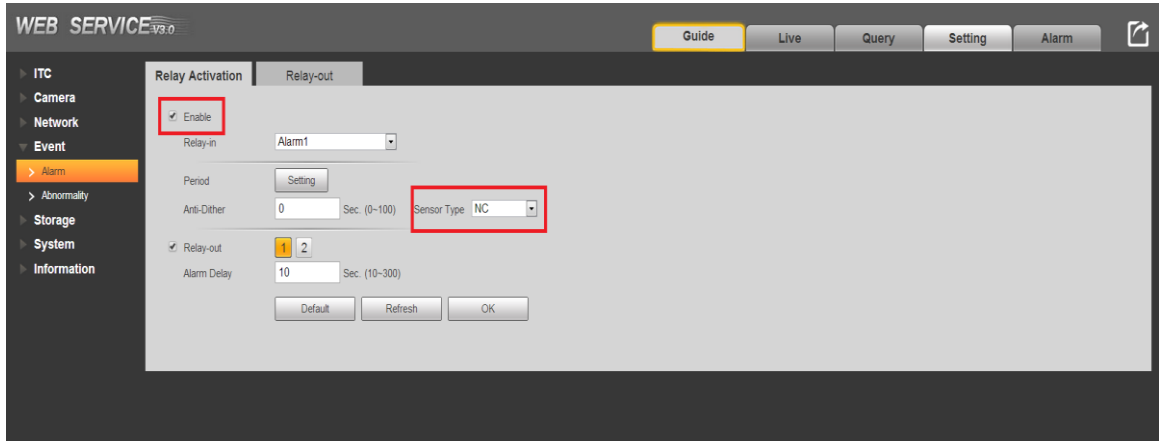 WEB SERVICE V3.0
Guide Live Query Setting Alarm
ITC
Camera
Network
Event
Alarm
Abnormality
Storage
System
Information
Relay Activation Relay-out
Enable
Relay-in Alarm1
Period Setting
Anti-Dither 0 Sec. (0~100) Sensor Type NC
Relay-out 1 2
Alarm Delay 10 Sec. (10~300)
Default Refresh OK